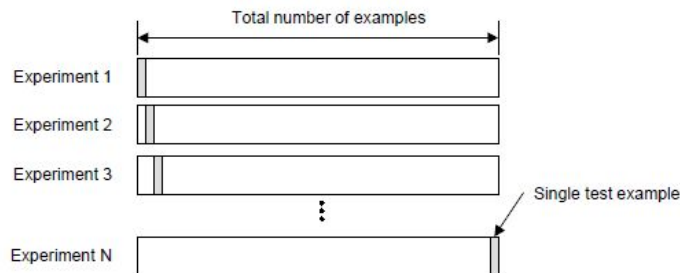 Total number of examples
Experiment 1
Experiment 2
Experiment 3
Single test example
Experiment N